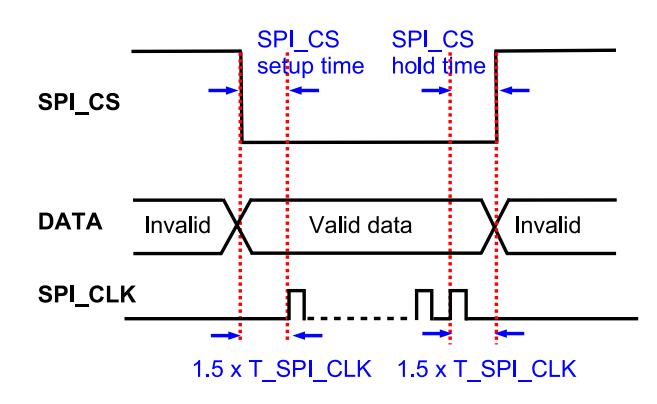 SPI_CS SPI_CS
setup time hold time
SPI_CS
DATA Invalid Valid data Invalid
SPI_CLK
1.5 x T_SPI_CLK 1.5 x T_SPI_CLK